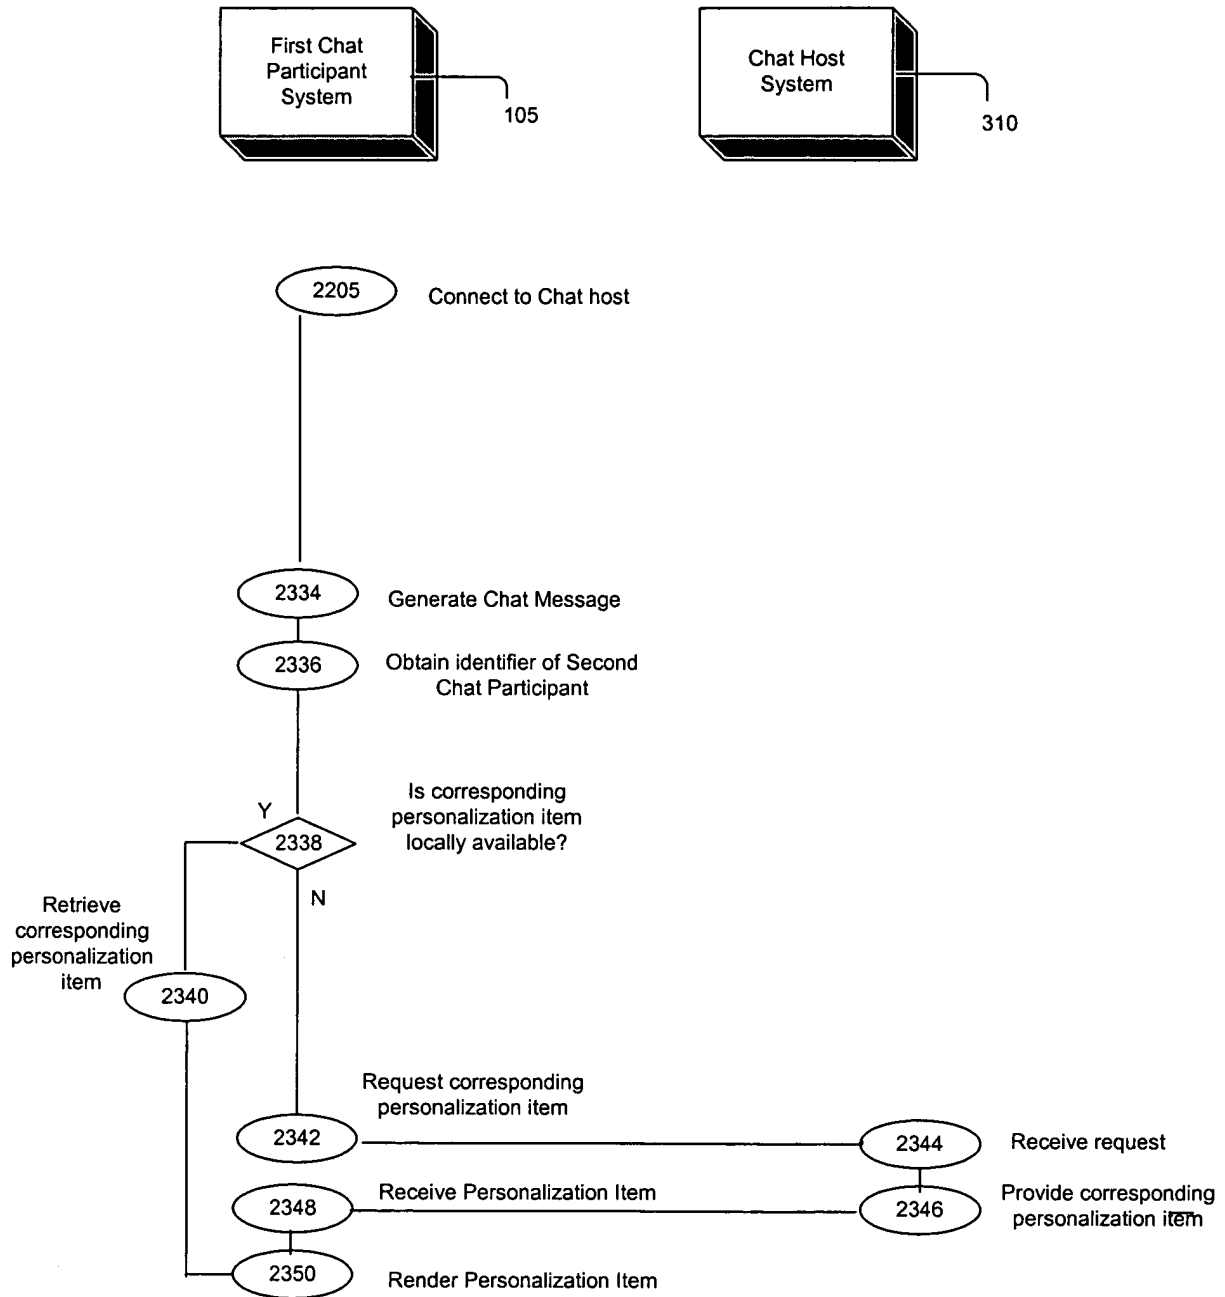 First Chat
Participant
System
105
Chat Host
System
310
2205
Connect to Chat host
2334
Generate Chat Message
2336
Obtain identifier of Second
Chat Participant
Is corresponding
personalization item
locally available?
Y
2338
N
Retrieve
corresponding
personalization
item
2340
Request corresponding
personalization item
2342
2344
Receive request
2348
Receive Personalization Item
2346
Provide corresponding
personalization item
2350
Render Personalization Item